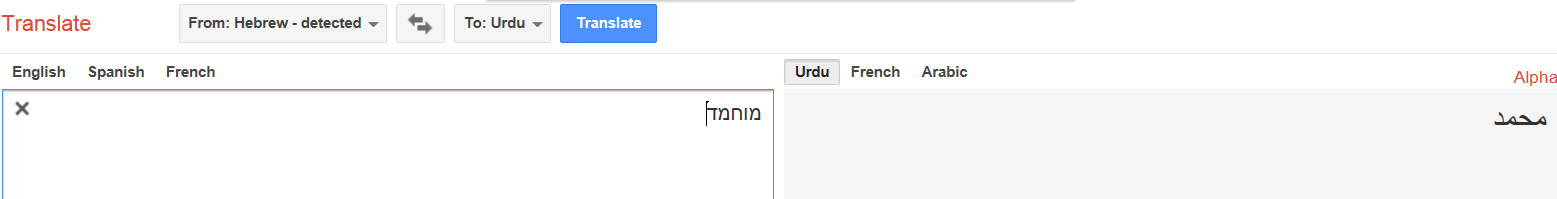 Translate From: Hebrew - detected To: Urdu Translate
English Spanish French Urdu French Arabic Alpha
מוחמד
محمد